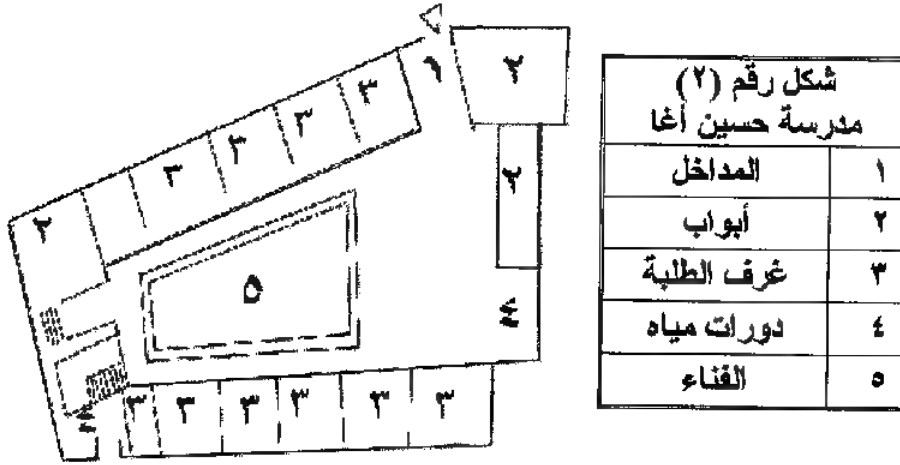 شكل رقم (٢)
مدرسة حسين أغا
١ المداخل
٢ أبواب
٣ غرف الطلبة
٤ دورات مياه
٥ الفناء
١
٢
٣
٣
٣
٣
٢
٢
٥
٤
٤
٣
٣
٣
٣
٣
٣